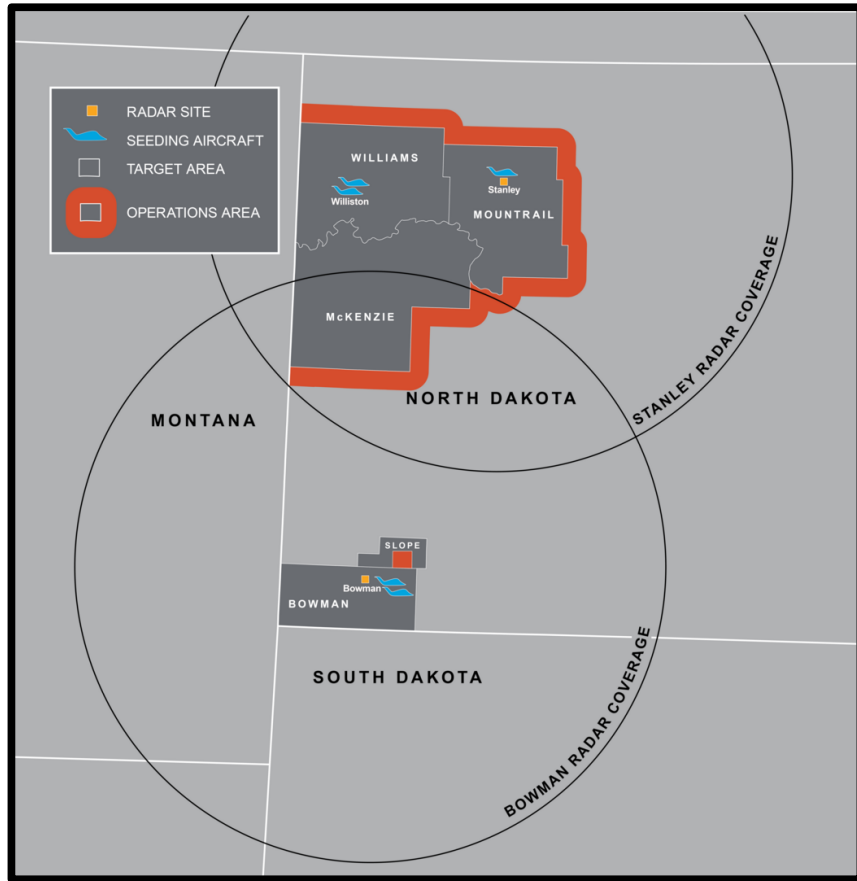 RADAR SITE
SEEDING AIRCRAFT
TARGET AREA
OPERATIONS AREA
WILLIAMS
Williston
Stanley
MOUNTRAIL
McKENZIE
NORTH DAKOTA
MONTANA
STANLEY RADAR COVERAGE
SLOPE
Bowman
BOWMAN
SOUTH DAKOTA
BOWMAN RADAR COVERAGE